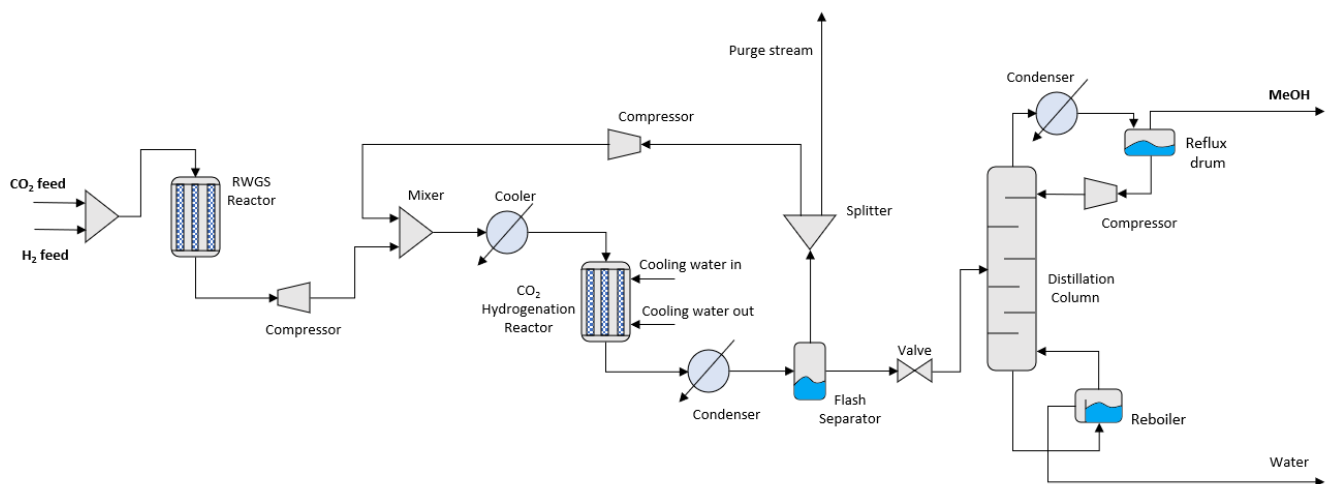 Purge stream
Condenser
MeOH
Compressor
Reflux
drum
CO₂ feed
RWGS
Reactor
Mixer
Cooler
Splitter
Compressor
H₂ feed
Cooling water in
CO₂
Hydrogenation
Reactor
Distillation
Column
Cooling water out
Compressor
Valve
Condenser
Flash
Separator
Reboiler
Water